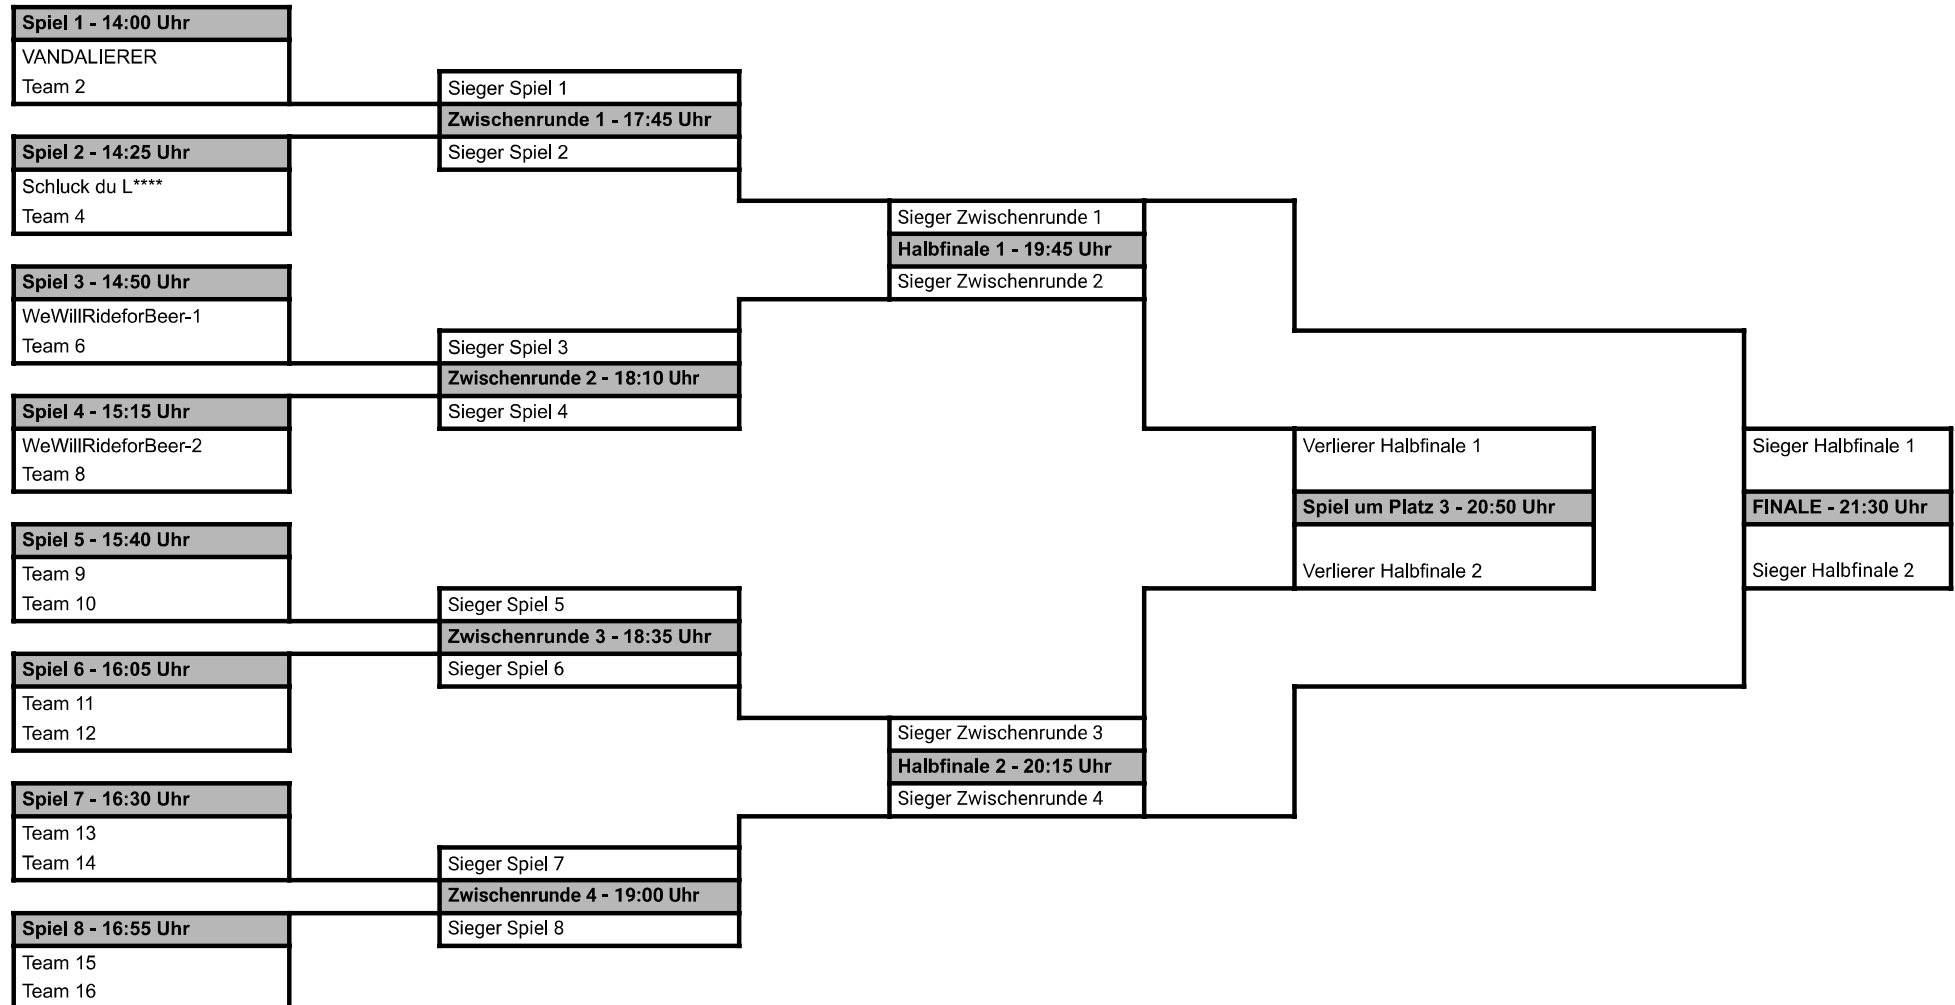 Spiel 1 - 14:00 Uhr
VANDALIERER
Team 2
Spiel 2 - 14:25 Uhr
Schluck du L****
Team 4
Spiel 3 - 14:50 Uhr
WeWillRideforBeer-1
Team 6
Spiel 4 - 15:15 Uhr
WeWillRideforBeer-2
Team 8
Spiel 5 - 15:40 Uhr
Team 9
Team 10
Spiel 6 - 16:05 Uhr
Team 11
Team 12
Spiel 7 - 16:30 Uhr
Team 13
Team 14
Spiel 8 - 16:55 Uhr
Team 15
Team 16
Sieger Spiel 1
Zwischenrunde 1 - 17:45 Uhr
Sieger Spiel 2
Sieger Spiel 3
Zwischenrunde 2 - 18:10 Uhr
Sieger Spiel 4
Sieger Spiel 5
Zwischenrunde 3 - 18:35 Uhr
Sieger Spiel 6
Sieger Spiel 7
Zwischenrunde 4 - 19:00 Uhr
Sieger Spiel 8
Sieger Zwischenrunde 1
Halbfinale 1 - 19:45 Uhr
Sieger Zwischenrunde 2
Sieger Zwischenrunde 3
Halbfinale 2 - 20:15 Uhr
Sieger Zwischenrunde 4
Verlierer Halbfinale 1
Spiel um Platz 3 - 20:50 Uhr
Verlierer Halbfinale 2
Sieger Halbfinale 1
FINALE - 21:30 Uhr
Sieger Halbfinale 2